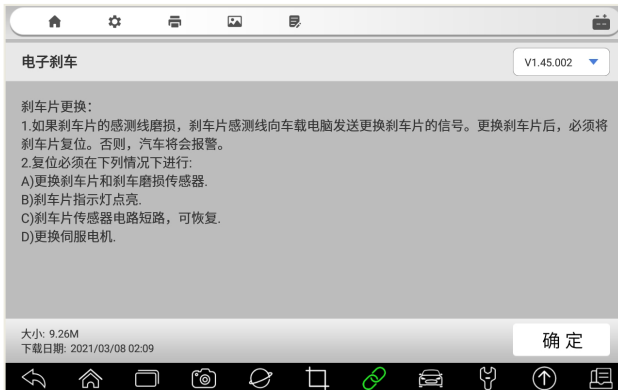 电子刹车
V1.45.002
刹车片更换：
1.如果刹车片的感测线磨损，刹车片感测线向车载电脑发送更换刹车片的信号。更换刹车片后，必须将
刹车片复位。否则，汽车将会报警。
2.复位必须在下列情况下进行:
A)更换刹车片和刹车磨损传感器.
B)刹车片指示灯点亮.
C)刹车片传感器电路短路，可恢复.
D)更换伺服电机.
大小: 9.26M
下载日期: 2021/03/08 02:09
确定